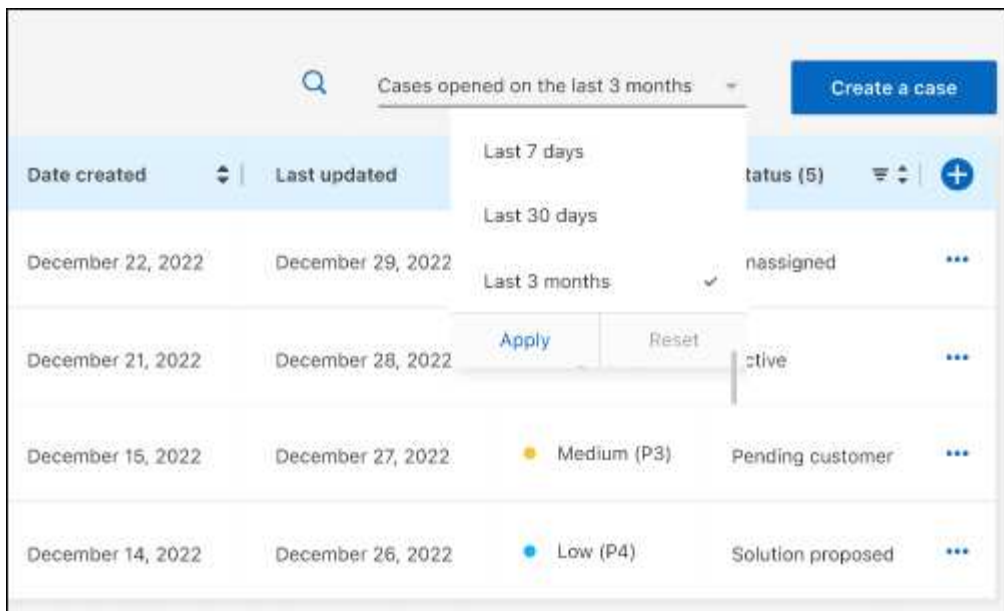 Cases opened on the last 3 months
Create a case
Date created
Last updated
tatus (5)
Last 7 days
Last 30 days
Last 3 months
Apply
Reset
December 22, 2022
December 29, 2022
nassigned
December 21, 2022
December 28, 2022
ctive
December 15, 2022
December 27, 2022
Medium (P3)
Pending customer
December 14, 2022
December 26, 2022
Low (P4)
Solution proposed